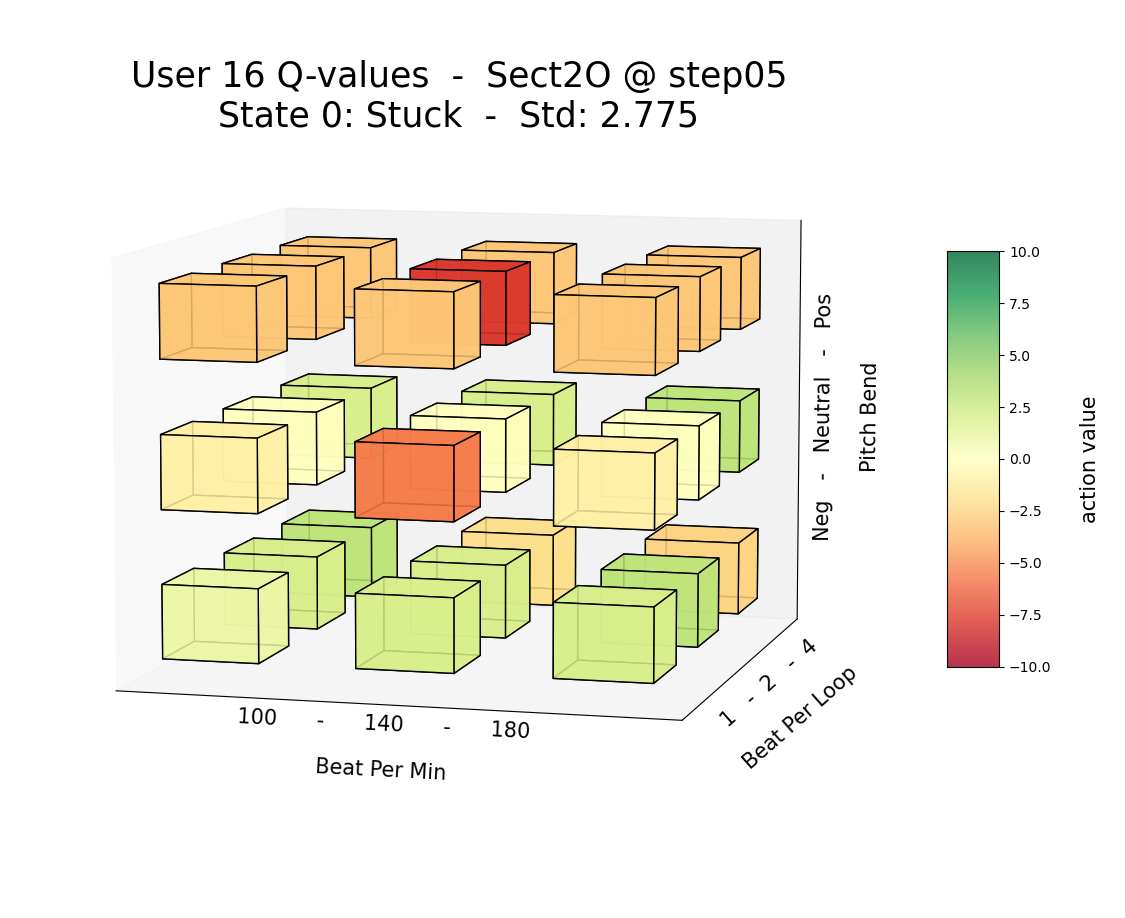 User 16 Q-values  -  Sect2O @ step05
State 0: Stuck  -  Std: 2.775
Neg  -  Neutral  -  Pos
Pitch Bend
10.0
7.5
5.0
2.5
0.0
−2.5
−5.0
−7.5
−10.0
action value
1  -  2  -  4
Beat Per Loop
100  -  140  -  180
Beat Per Min